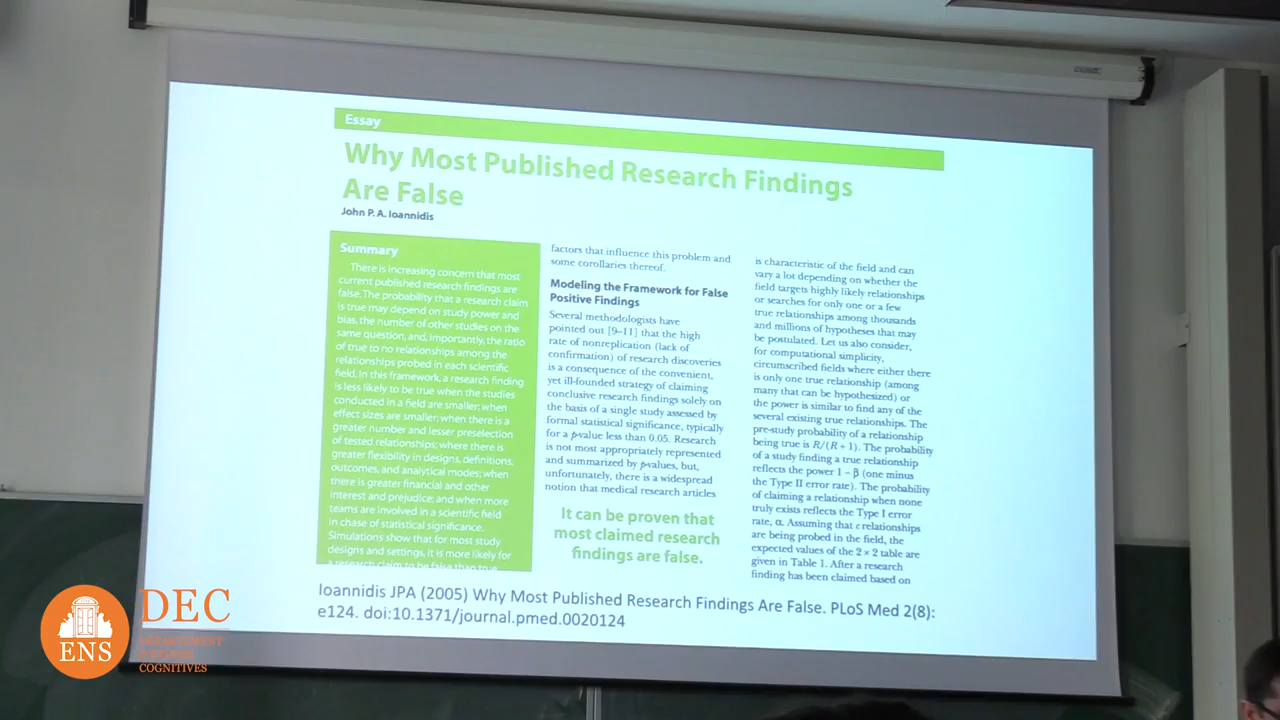 Essay
Why Most Published Research Findings
Are False
John P. A. Ioannidis
Summary
There is increasing concern that most
current published research findings are
false. The probability that a research claim
is true may depend on study power and
bias, the number of other studies on the
same question, and, importantly, the ratio
of true to no relationships among the
relationships probed in each scientific
field. In this framework, a research finding
is less likely to be true when the studies
conducted in a field are smaller; when
effect sizes are smaller; when there is a
greater number and lesser preselection
of tested relationships; where there is
greater flexibility in designs, definitions,
outcomes, and analytical modes; when
there is greater financial and other
interest and prejudice; and when more
teams are involved in a scientific field
in chase of statistical significance.
Simulations show that for most study
designs and settings, it is more likely for
a research claim to be false than true.
factors that influence this problem and
some corollaries thereof.
Modeling the Framework for False
Positive Findings
Several methodologists have
pointed out [9–11] that the high
rate of nonreplication (lack of
confirmation) of research discoveries
is a consequence of the convenient,
yet ill-founded strategy of claiming
conclusive research findings solely on
the basis of a single study assessed by
formal statistical significance, typically
for a p-value less than 0.05. Research
is not most appropriately represented
and summarized by p-values, but,
unfortunately, there is a widespread
notion that medical research articles
It can be proven that
most claimed research
findings are false.
is characteristic of the field and can
vary a lot depending on whether the
field targets highly likely relationships
or searches for only one or a few
true relationships among thousands
and millions of hypotheses that may
be postulated. Let us also consider,
for computational simplicity,
circumscribed fields where either there
is only one true relationship (among
many that can be hypothesized) or
the power is similar to find any of the
several existing true relationships. The
pre-study probability of a relationship
being true is R/(R + 1). The probability
of a study finding a true relationship
reflects the power 1 − β (one minus
the Type II error rate). The probability
of claiming a relationship when none
truly exists reflects the Type I error
rate, α. Assuming that c relationships
are being probed in the field, the
expected values of the 2 × 2 table are
given in Table 1. After a research
finding has been claimed based on
Ioannidis JPA (2005) Why Most Published Research Findings Are False. PLoS Med 2(8):
e124. doi:10.1371/journal.pmed.0020124
ENS
DEC
DEPARTEMENT
COGNITIVES